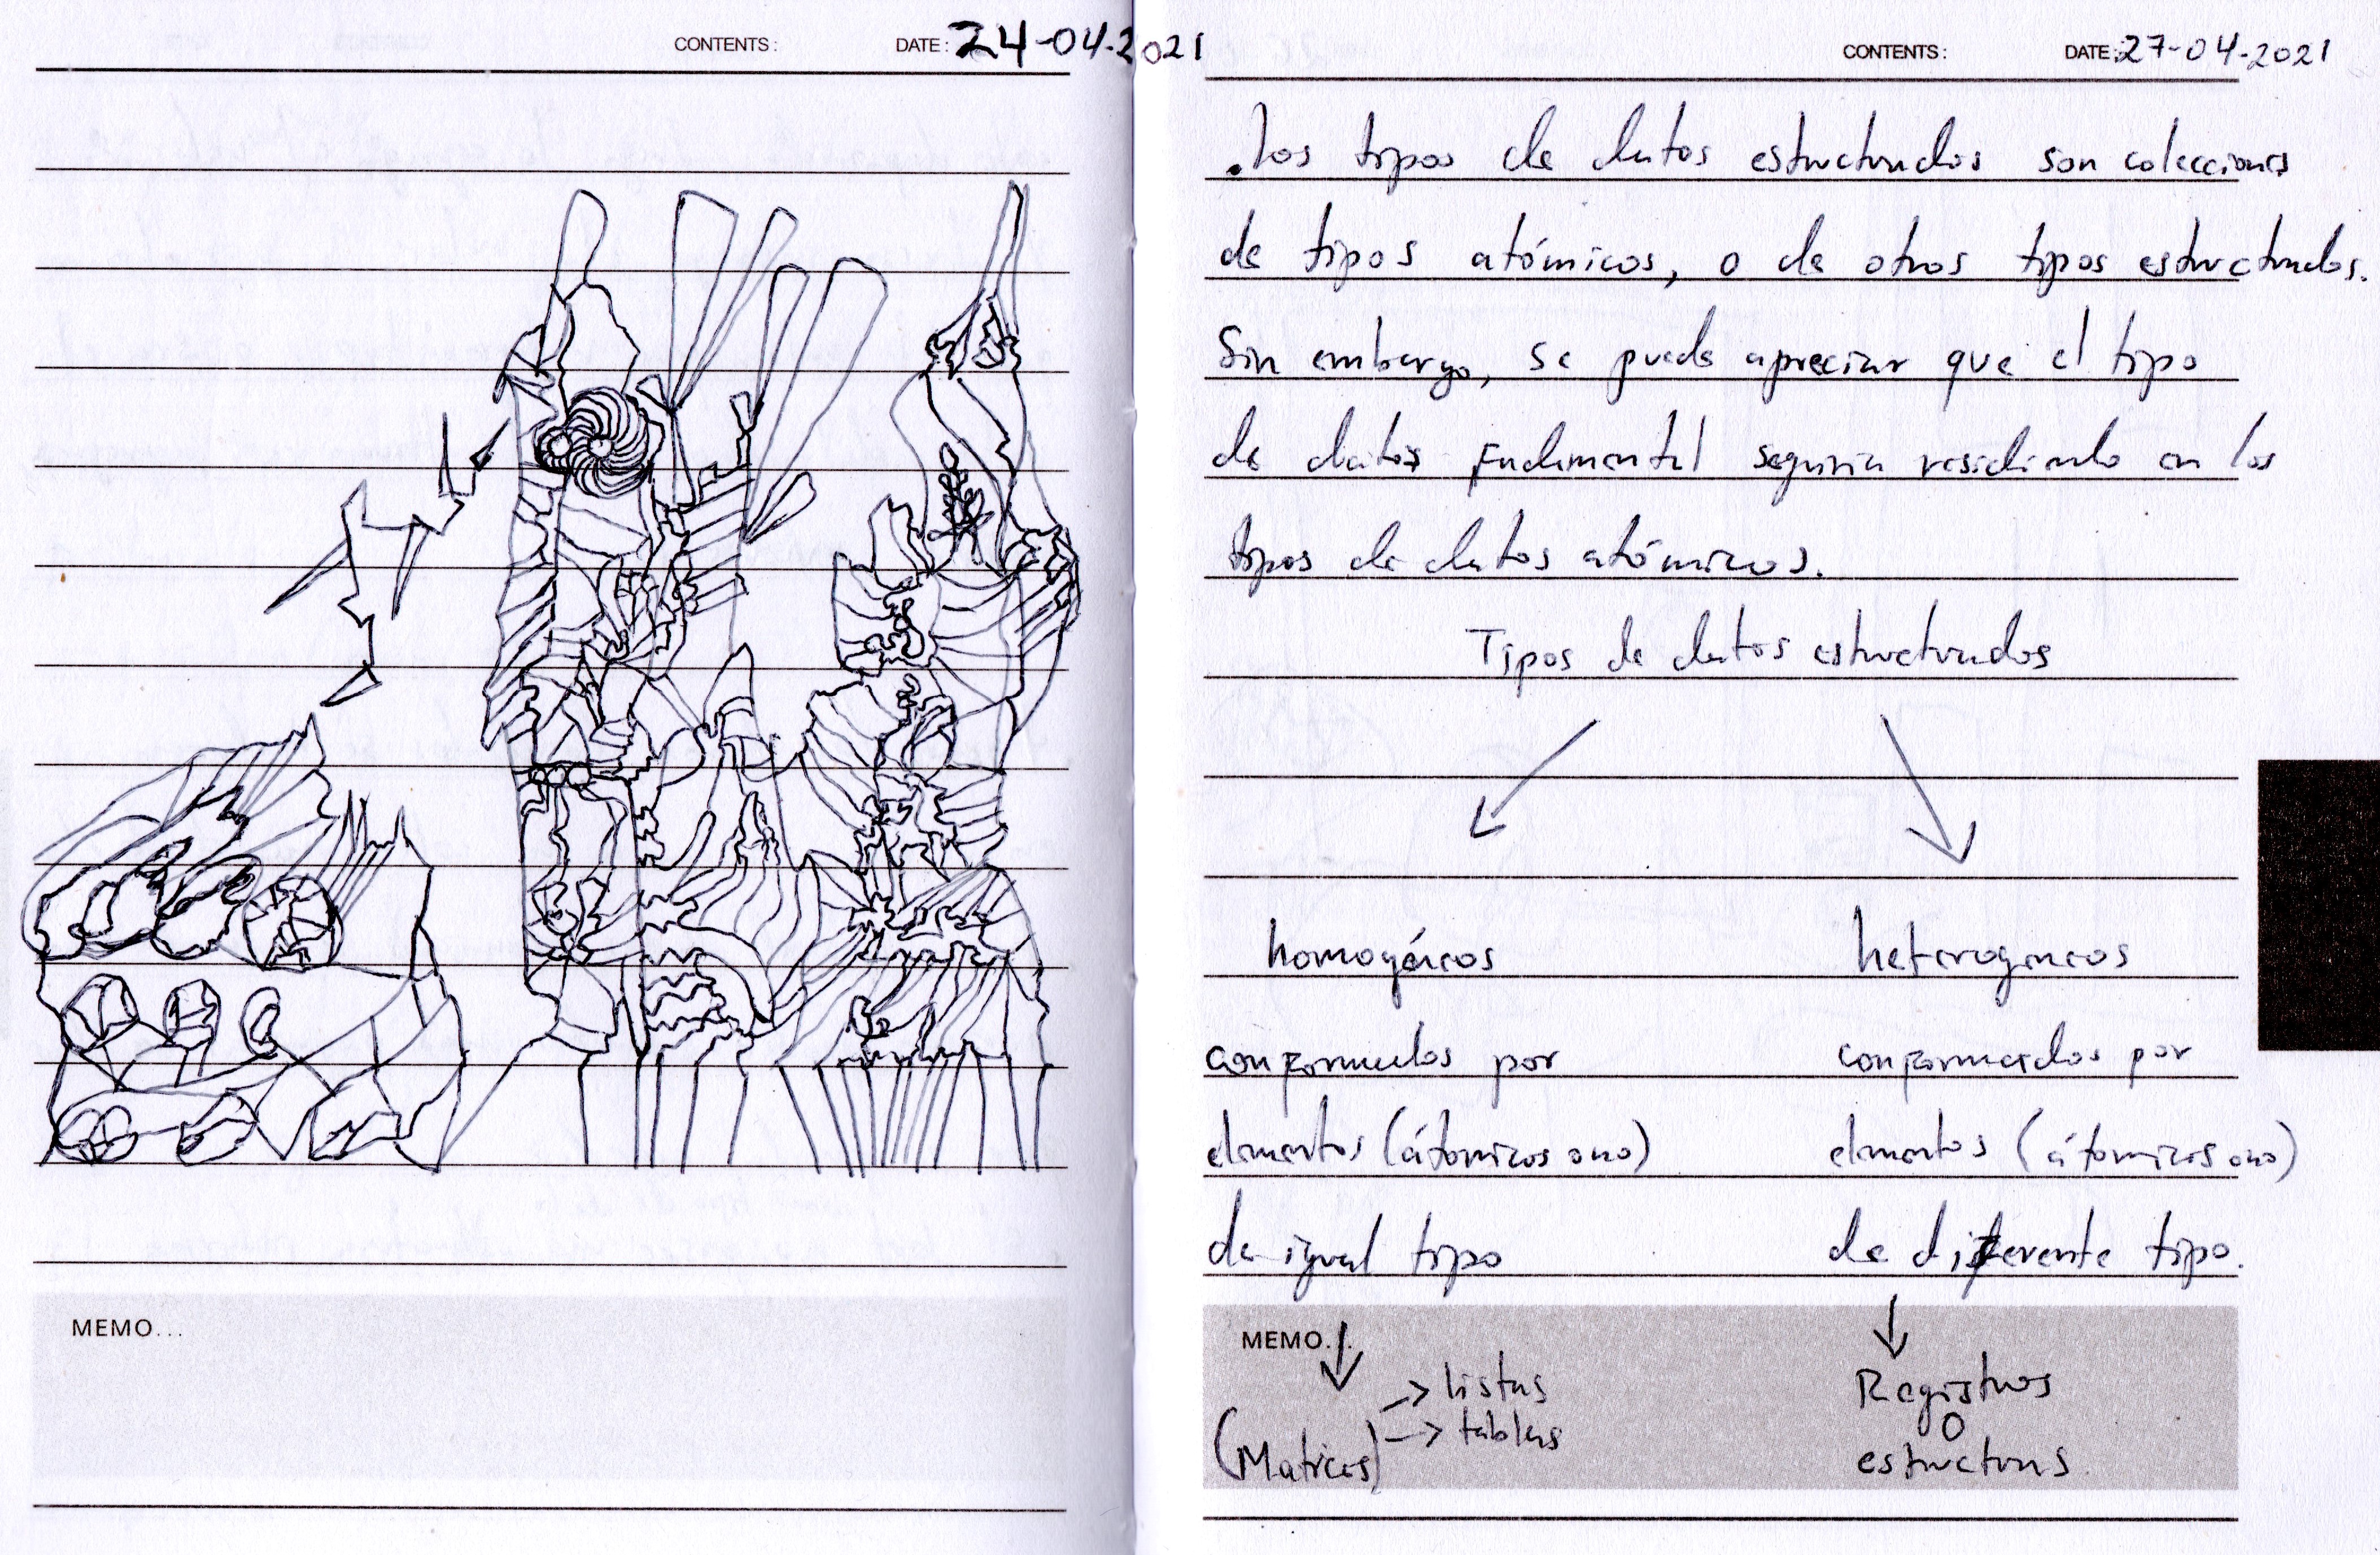 CONTENTS: DATE: 24-04-2021
MEMO...
CONTENTS: DATE: 27-04-2021
. Los tipos de datos estructurados son colecciones
de tipos atómicos, o de otros tipos estructurados.
Sin embargo, se puede apreciar que el tipo
de datos fundamental seguiria residiendo en los
tipos de datos atómicos.
Tipos de datos estructurados
homogéneos heterogeneos
conformados por conformados por
elementos (átomicos o no) elementos (átomicos o no)
de igual tipo de diferente tipo.
MEMO...
→ listas Registros
(Matrices) → tablas o
estructuras.